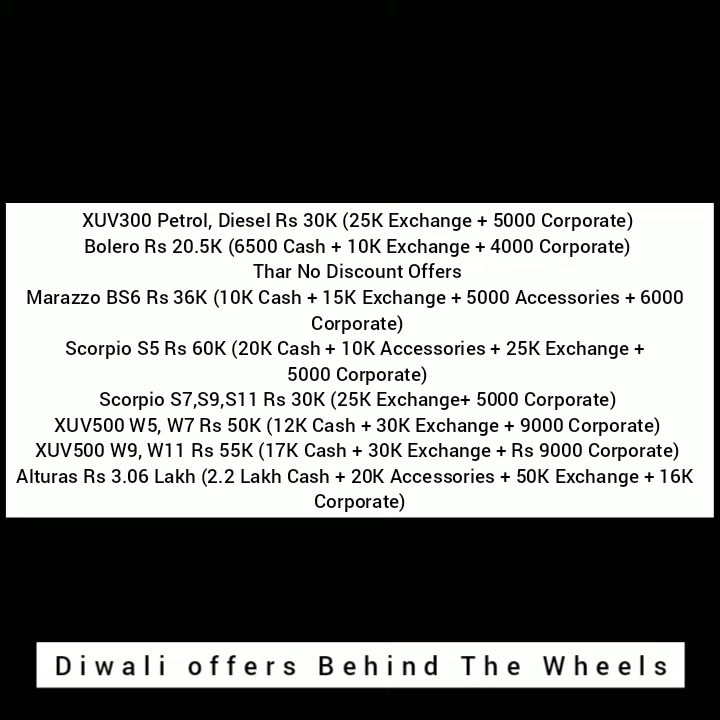 XUV300 Petrol, Diesel Rs 30K (25K Exchange + 5000 Corporate)
Bolero Rs 20.5K (6500 Cash + 10K Exchange + 4000 Corporate)
Thar No Discount Offers
Marazzo BS6 Rs 36K (10K Cash + 15K Exchange + 5000 Accessories + 6000
Corporate)
Scorpio S5 Rs 60K (20K Cash + 10K Accessories + 25K Exchange +
5000 Corporate)
Scorpio S7,S9,S11 Rs 30K (25K Exchange+ 5000 Corporate)
XUV500 W5, W7 Rs 50K (12K Cash + 30K Exchange + 9000 Corporate)
XUV500 W9, W11 Rs 55K (17K Cash + 30K Exchange + Rs 9000 Corporate)
Alturas Rs 3.06 Lakh (2.2 Lakh Cash + 20K Accessories + 50K Exchange + 16K
Corporate)
Diwali offers Behind The Wheels